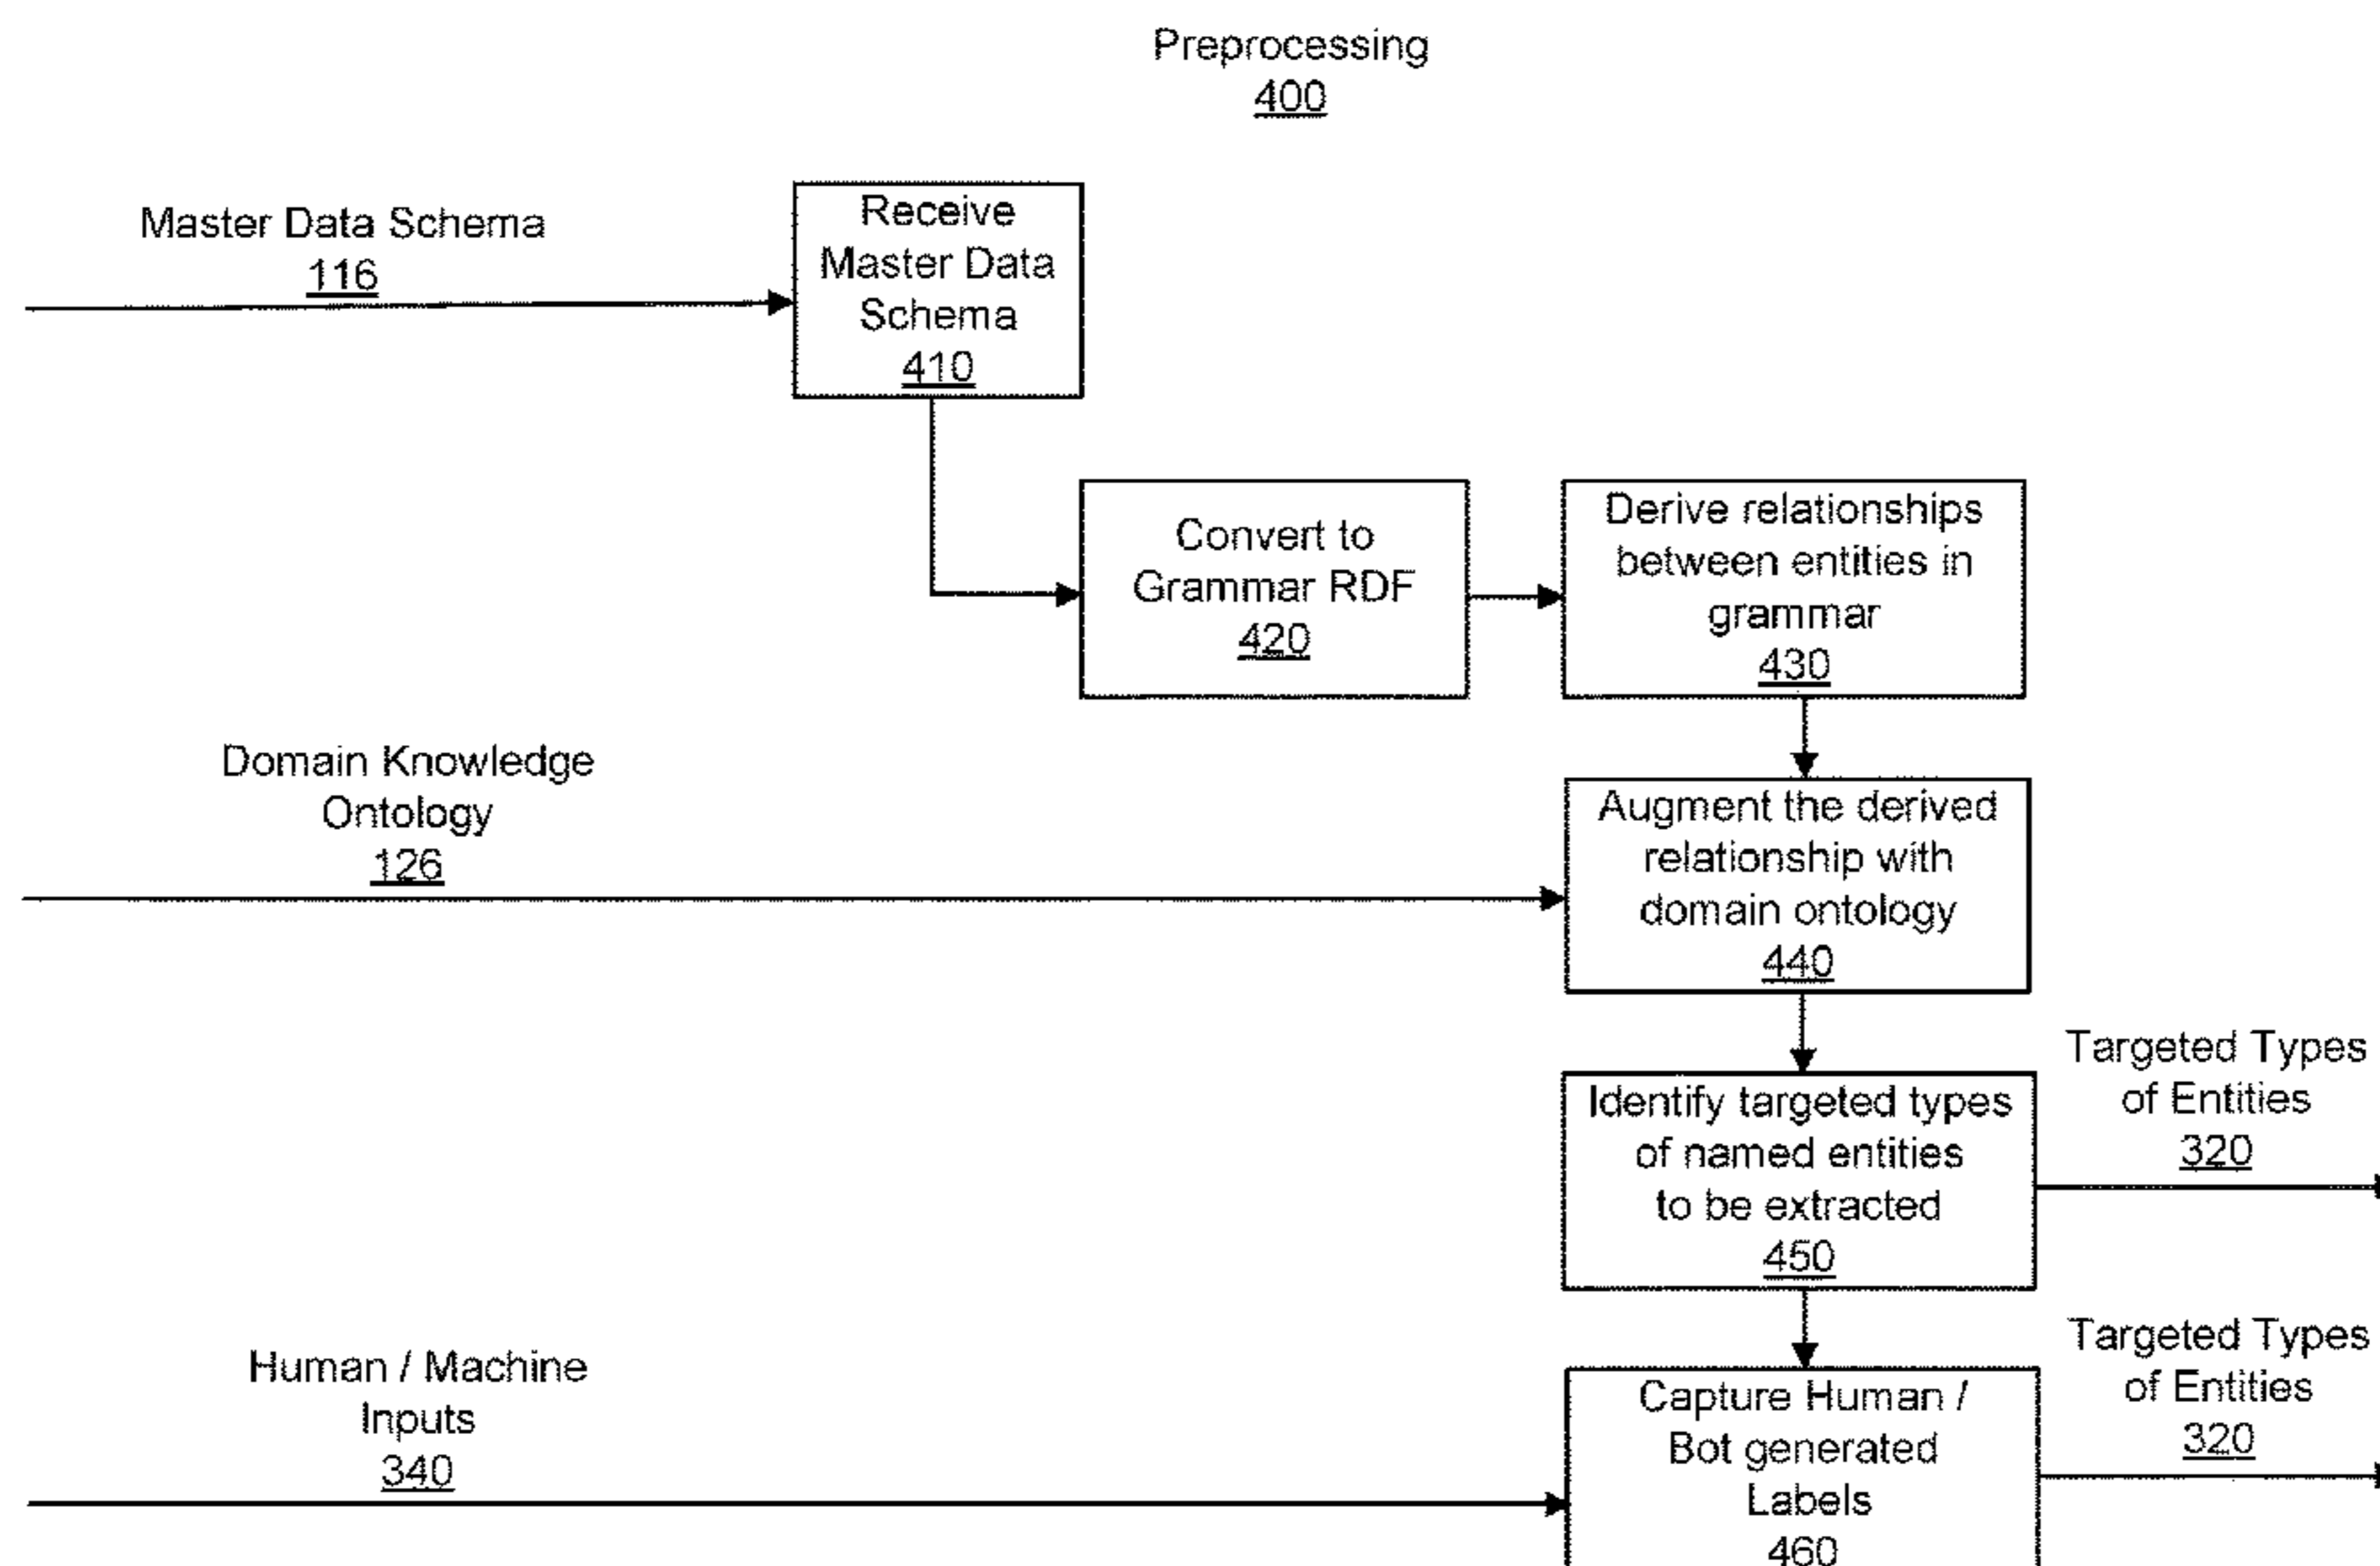 Preprocessing
400
Master Data Schema
116
Receive
Master Data
Schema
410
Convert to
Grammar RDF
420
Derive relationships
between entities in
grammar
430
Domain Knowledge
Ontology
126
Augment the derived
relationship with
domain ontology
440
Identify targeted types
of named entities
to be extracted
450
Targeted Types
of Entities
320
Human / Machine
Inputs
340
Capture Human /
Bot generated
Labels
460
Targeted Types
of Entities
320